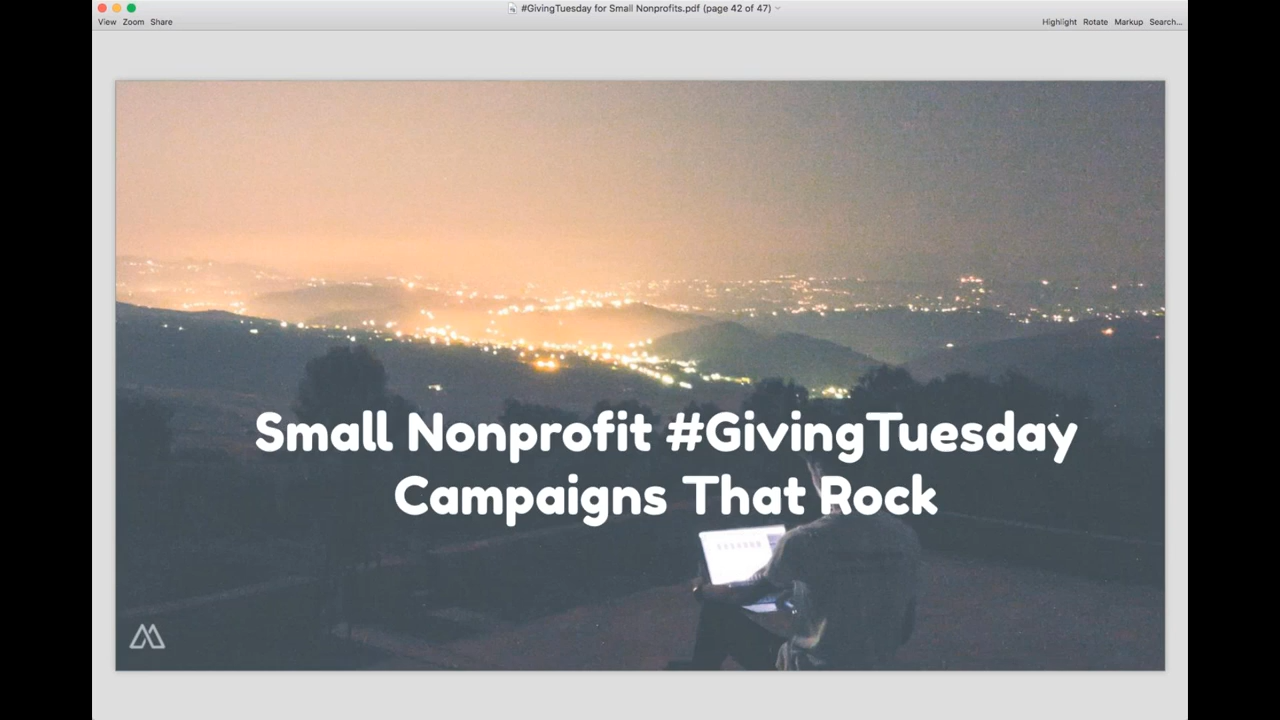 #GivingTuesday for Small Nonprofits.pdf (page 42 of 47)
View Zoom Share
Highlight Rotate Markup Search...
Small Nonprofit #GivingTuesday
Campaigns That Rock